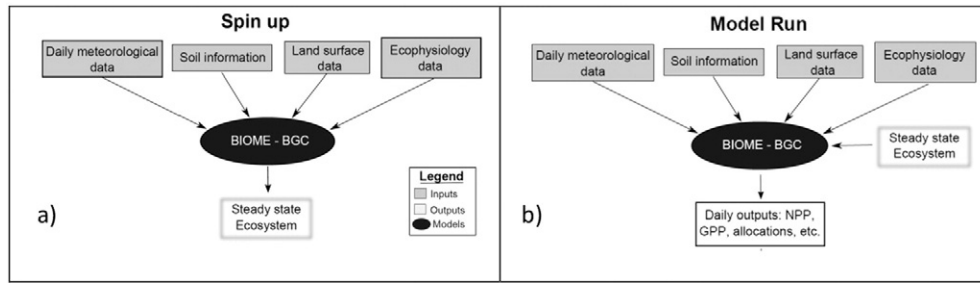 Spin up
Daily meteorological
data
Soil information
Land surface
data
Ecophysiology
data
BIOME - BGC
Steady state
Ecosystem
a)
Legend
Inputs
Outputs
Models
Model Run
Daily meteorological
data
Soil information
Land surface
data
Ecophysiology
data
BIOME - BGC
Steady state
Ecosystem
Daily outputs: NPP,
GPP, allocations, etc.
b)